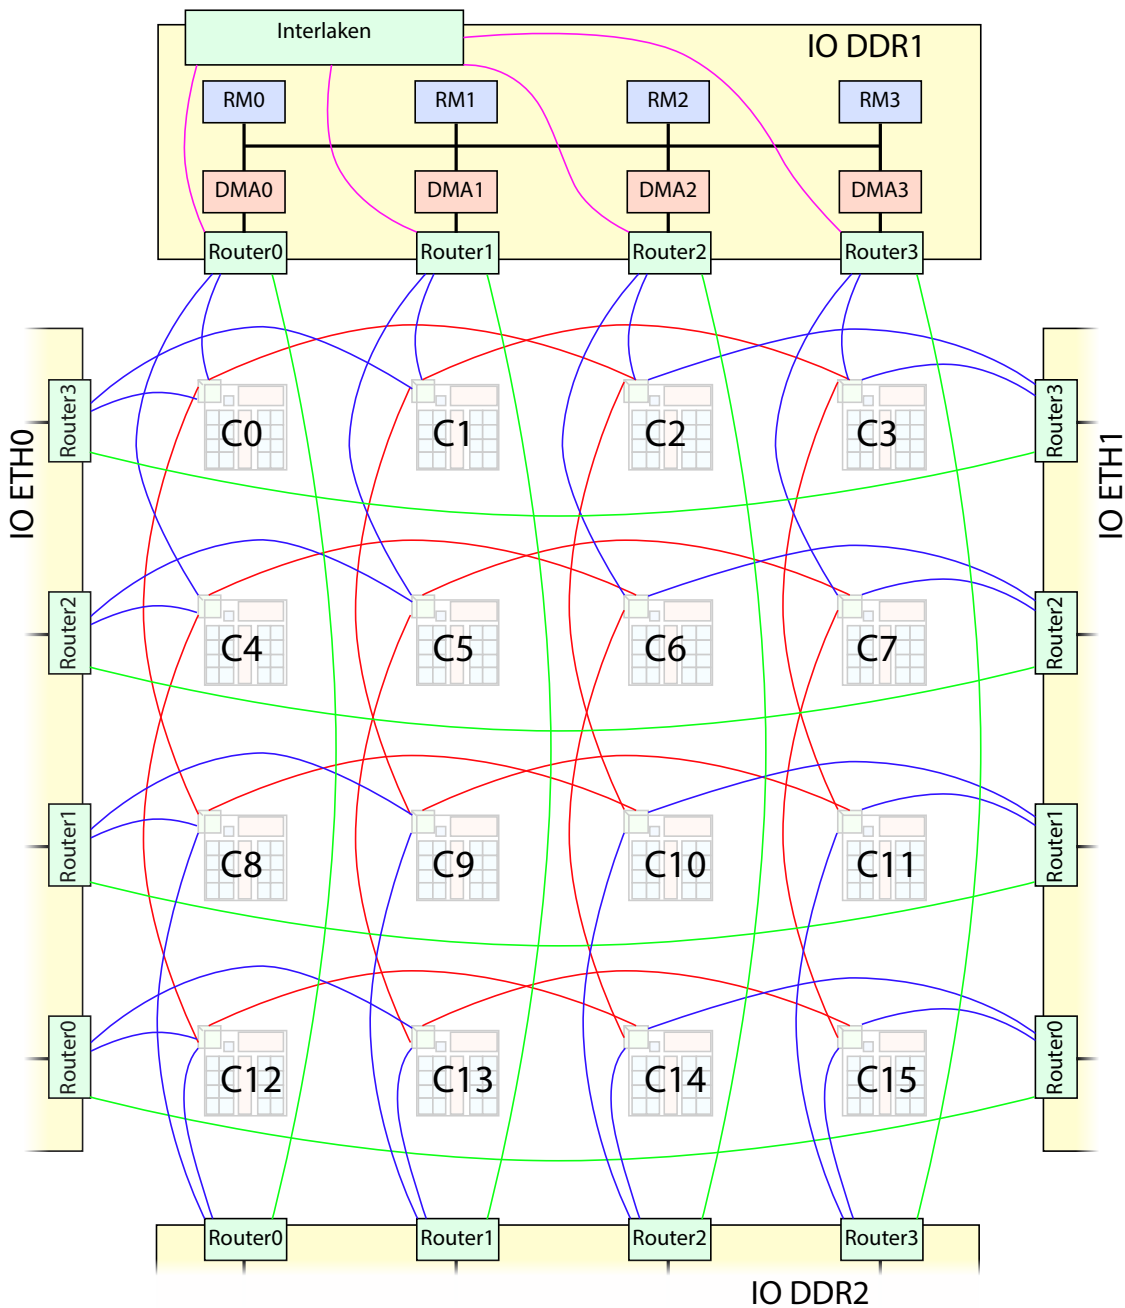 Interlaken
IO DDR1
RM0
RM1
RM2
RM3
DMA0
DMA1
DMA2
DMA3
Router0
Router1
Router2
Router3
IO ETH0
Router3
C0
C1
C2
C3
Router3
IO ETH1
Router2
C4
C5
C6
C7
Router2
Router1
C8
C9
C10
C11
Router1
Router0
C12
C13
C14
C15
Router0
Router0
Router1
Router2
Router3
IO DDR2